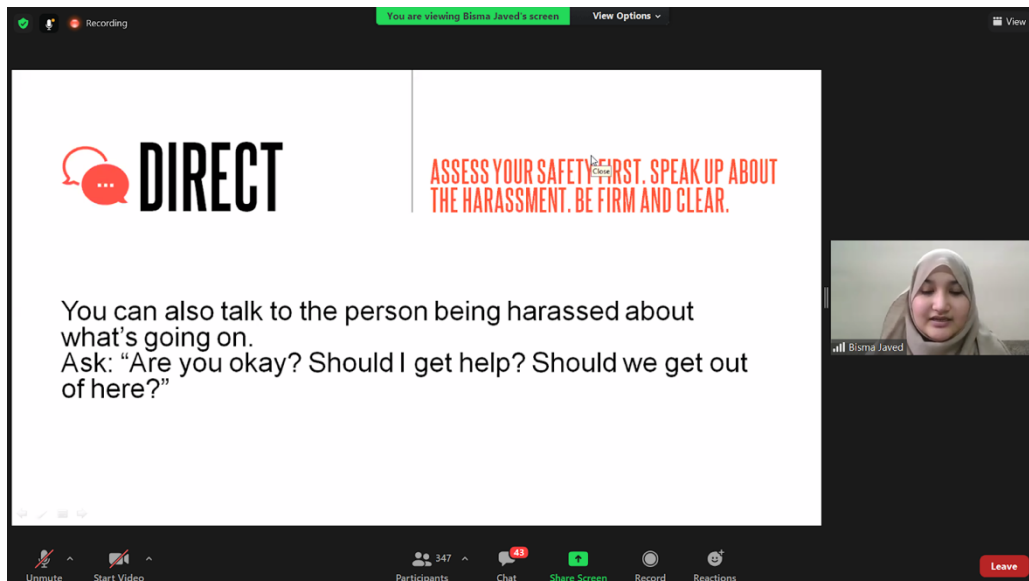 Recording
You are viewing Bisma Javed's screen
View Options
View
DIRECT
ASSESS YOUR SAFETY FIRST. SPEAK UP ABOUT
THE HARASSMENT. BE FIRM AND CLEAR.
Close
You can also talk to the person being harassed about
what's going on.
Ask: “Are you okay? Should I get help? Should we get out
of here?”
Bisma Javed
347
43
Unmute
Start Video
Participants
Chat
Share Screen
Record
Reactions
Leave